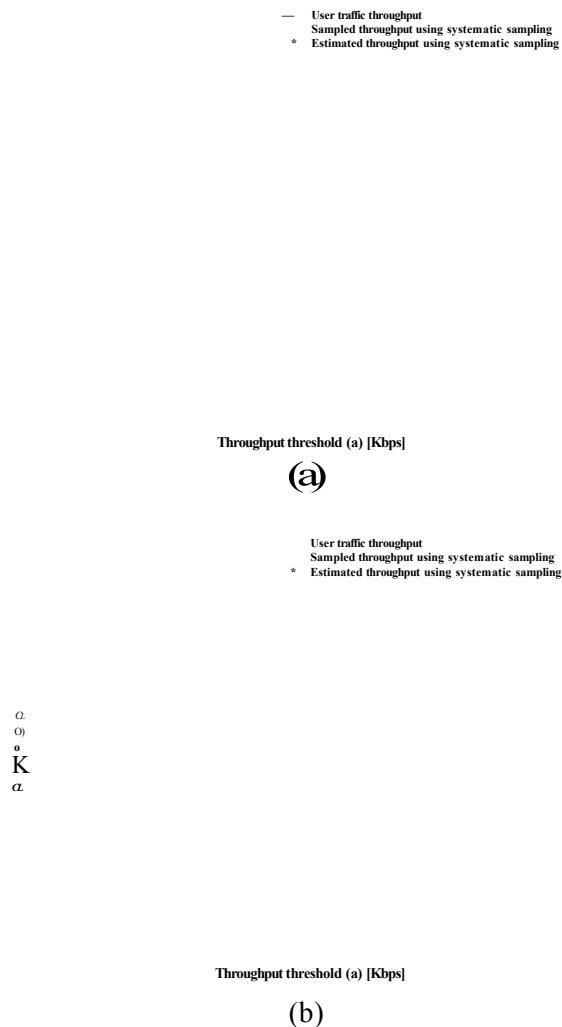 — User traffic throughput
Sampled throughput using systematic sampling
* Estimated throughput using systematic sampling
Throughput threshold (a) [Kbps]
(a)
User traffic throughput
Sampled throughput using systematic sampling
* Estimated throughput using systematic sampling
O)
o
K
Throughput threshold (a) [Kbps]
(b)